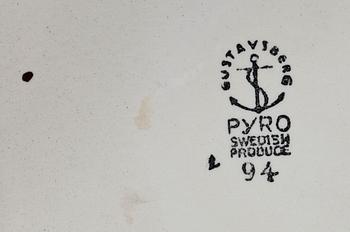 GUSTAVSBERG
PYRO
SWEDISH
PRODUCE
94